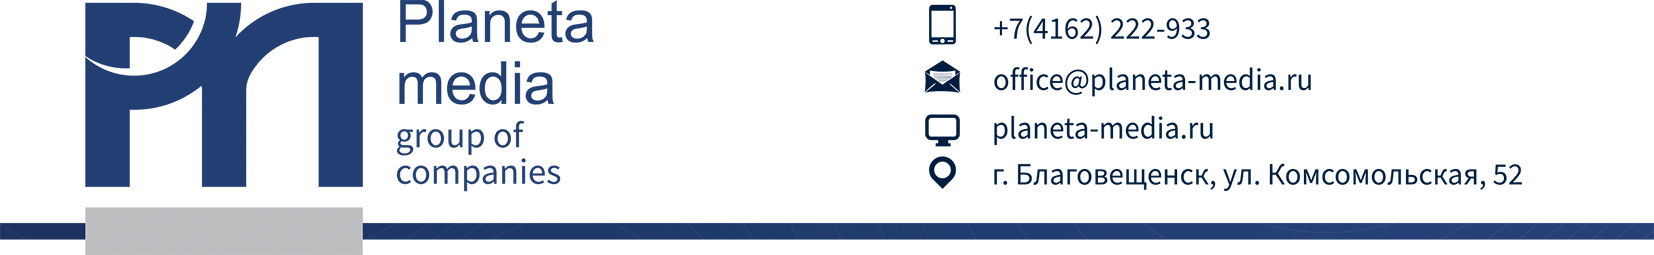 Planeta
media
group of
companies
+7(4162) 222-933
office@planeta-media.ru
planeta-media.ru
г. Благовещенск, ул. Комсомольская, 52